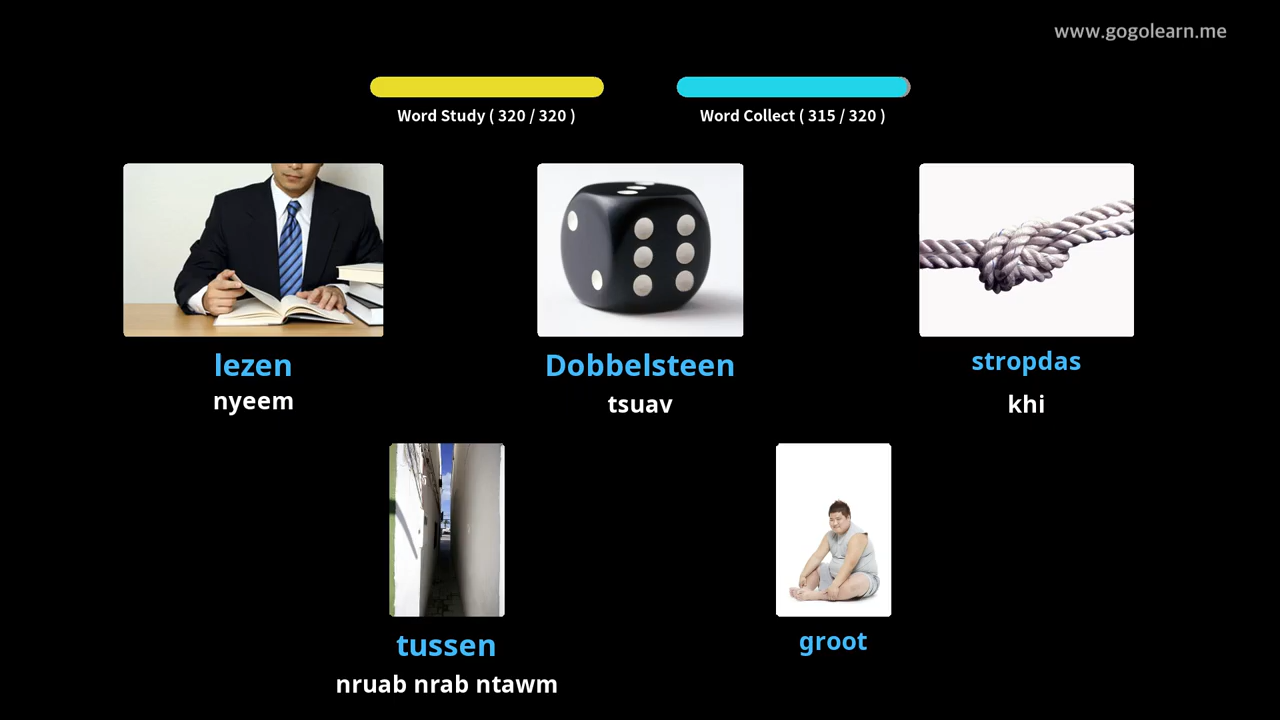 www.gogolearn.me
Word Study ( 320 / 320 )
Word Collect ( 315 / 320 )
lezen
nyeem
Dobbelsteen
tsuav
stropdas
khi
tussen
nruab nrab ntawm
groot